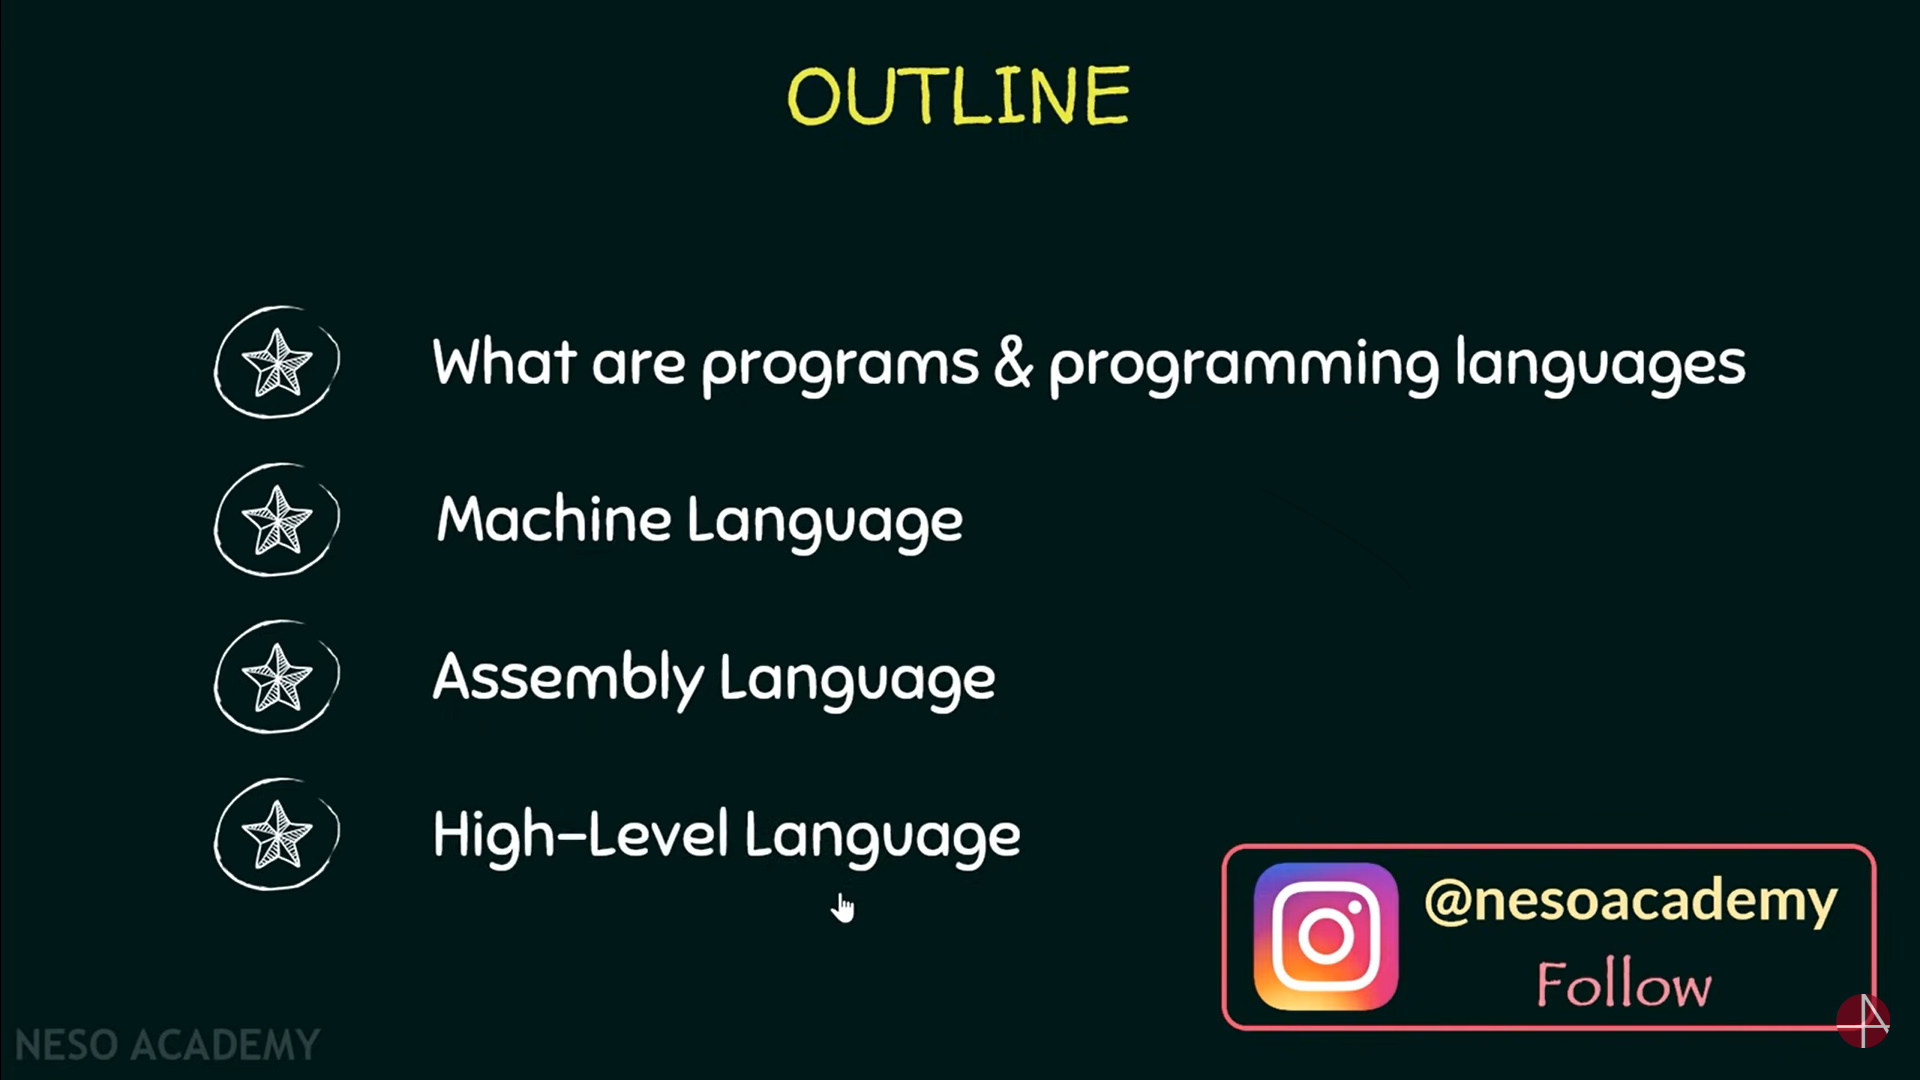 OUTLINE
What are programs & programming languages
Machine Language
Assembly Language
High-Level Language
@nesoacademy
Follow
NESO ACADEMY